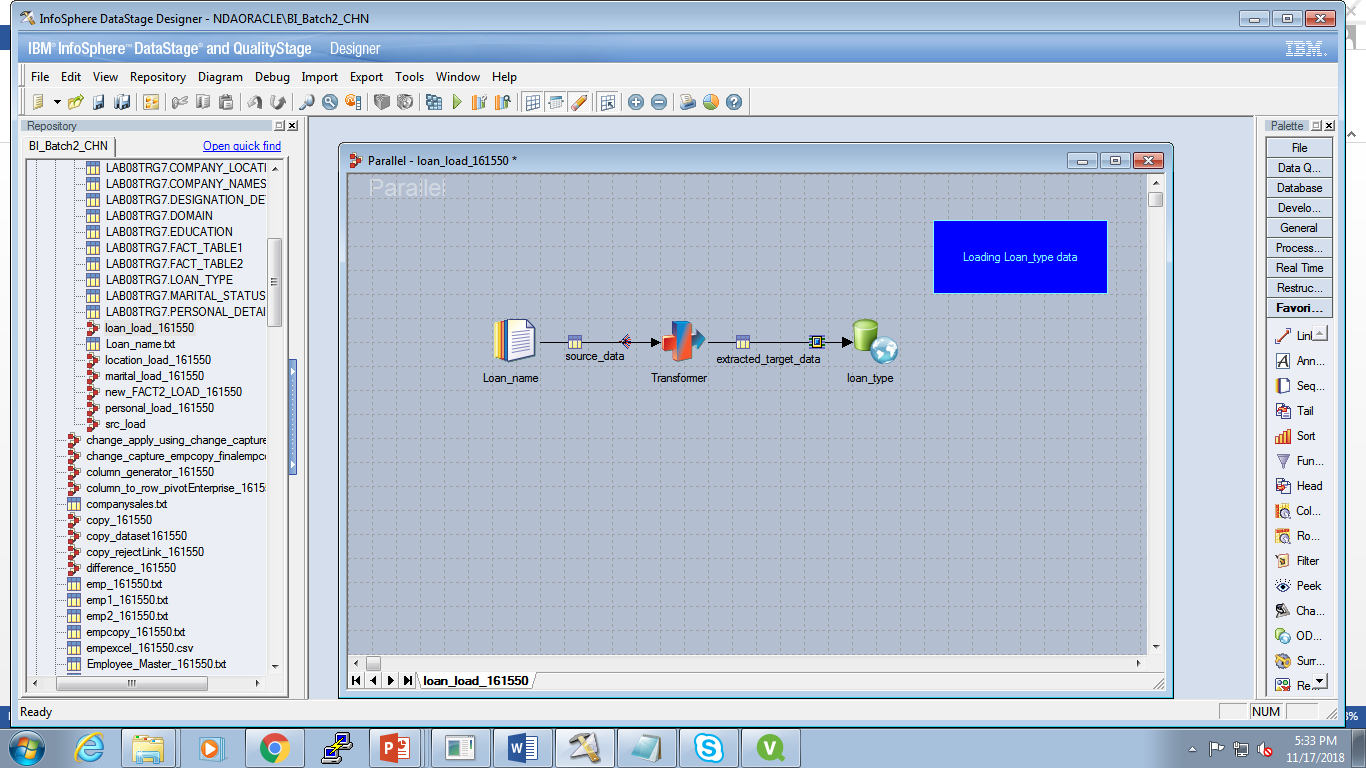 InfoSphere DataStage Designer - NDAORACLE\BI_Batch2_CHN
IBM® InfoSphere™ DataStage® and QualityStage Designer
IBM.
File Edit View Repository Diagram Debug Import Export Tools Window Help
Repository
BI_Batch2_CHN
Open quick find
LAB08TRG7.COMPANY_LOCATI
LAB08TRG7.COMPANY_NAMES
LAB08TRG7.DESIGNATION_DE
LAB08TRG7.DOMAIN
LAB08TRG7.EDUCATION
LAB08TRG7.FACT_TABLE1
LAB08TRG7.FACT_TABLE2
LAB08TRG7.LOAN_TYPE
LAB08TRG7.MARITAL_STATUS
LAB08TRG7.PERSONAL_DETAI
loan_load_161550
Loan_name.txt
location_load_161550
marital_load_161550
new_FACT2_LOAD_161550
personal_load_161550
src_load
change_apply_using_change_capture
change_capture_empcopy_finalempco
column_generator_161550
column_to_row_pivotEnterprise_1615
companysales.txt
copy_161550
copy_dataset161550
copy_rejectLink_161550
difference_161550
emp_161550.txt
emp1_161550.txt
emp2_161550.txt
empcopy_161550.txt
empexcel_161550.csv
Employee_Master_161550.txt
Parallel - loan_load_161550 *
Parallel
Loading Loan_type data
source_data
extracted_target_data
Loan_name
Transformer
loan_type
loan_load_161550
Palette
File
Data Q...
Database
Develo...
General
Process...
Real Time
Restruc...
Favori...
Link
Ann...
Seq...
Tail
Sort
Fun...
Head
Col...
Ro...
Filter
Peek
Cha...
OD...
Surr...
Re...
Ready
NUM
5:33 PM
11/17/2018